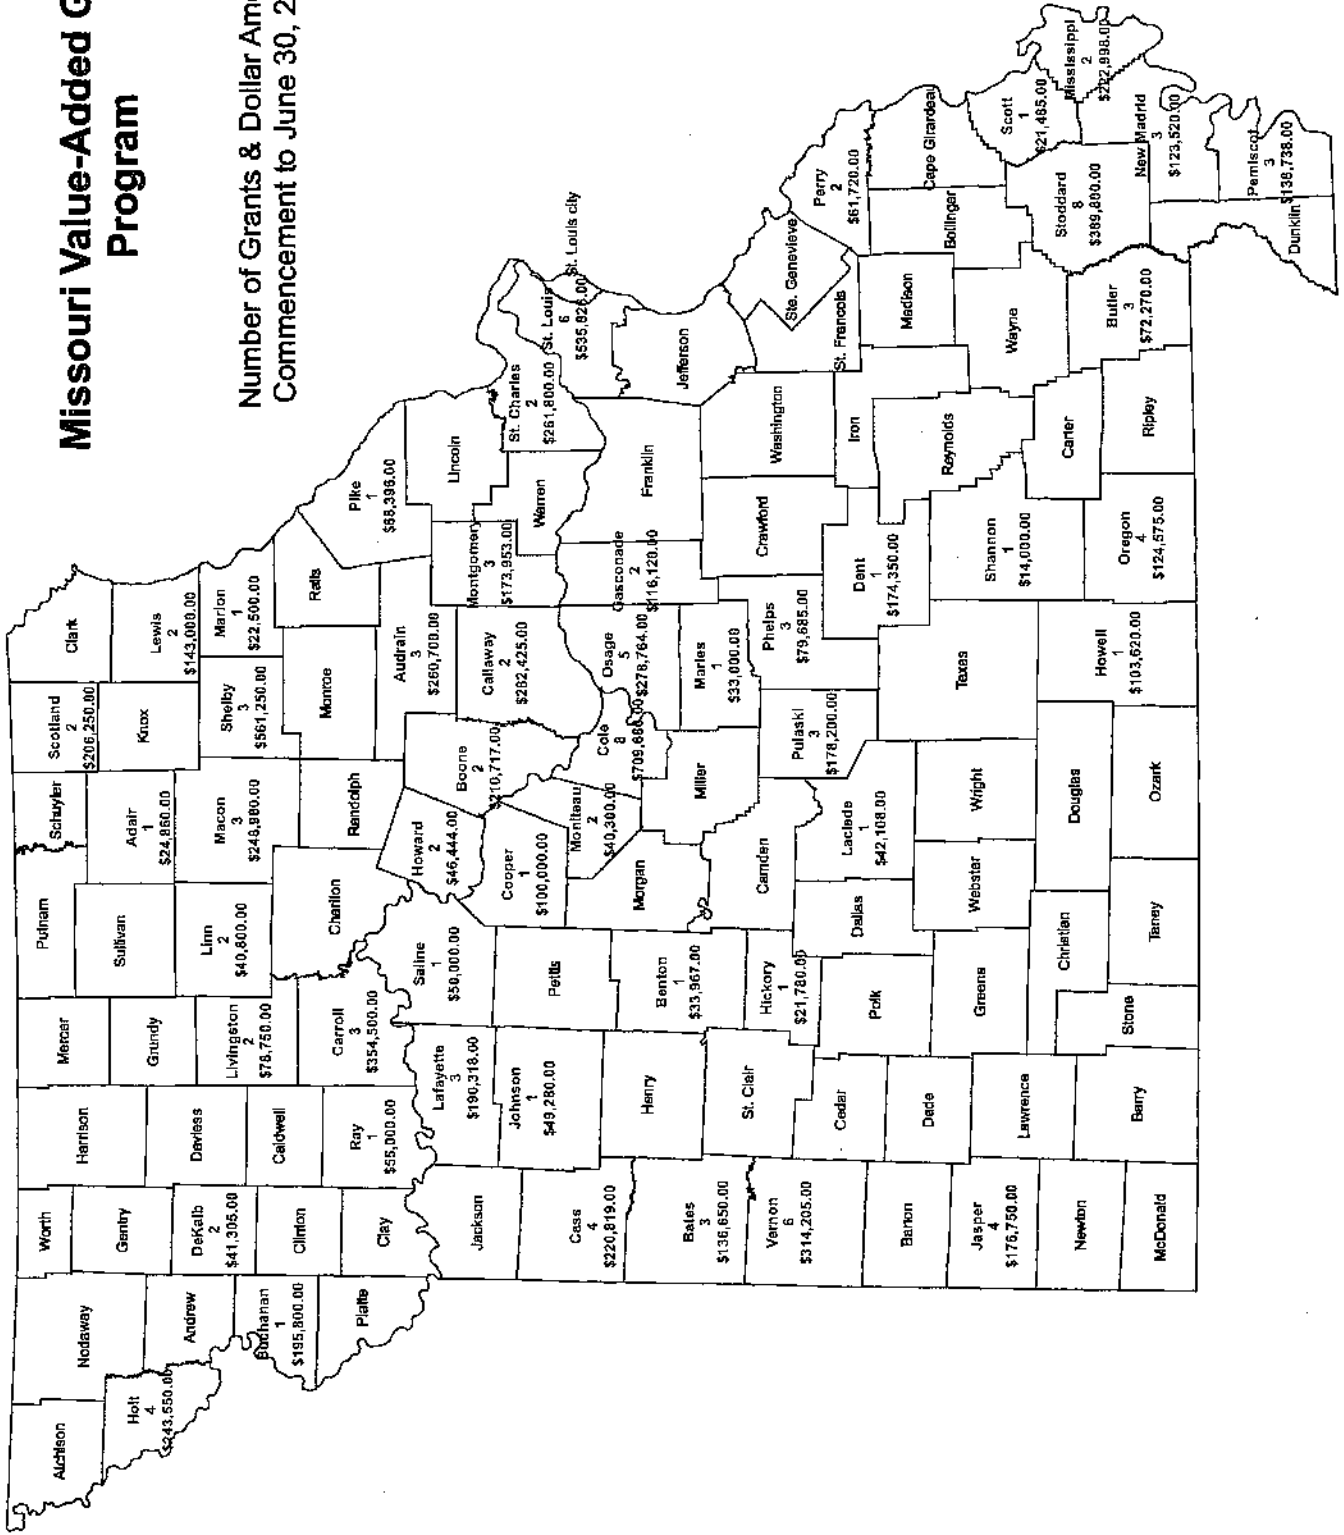 Missouri Value-Added G
Program
Number of Grants & Dollar Amo
Commencement to June 30, 2
Atchison
Nodaway
Worth
Harrison
Mercer
Putnam
Schuyler
Scotland
2
$206,250.00
Clark
Holt
4
$243,550.00
Andrew
Gentry
DeKalb
2
$41,305.00
Daviess
Grundy
Sullivan
Adair
1
$24,860.00
Knox
Lewis
2
$143,000.00
Buchanan
1
$195,800.00
Clinton
Caldwell
Livingston
2
$78,750.00
Linn
2
$40,800.00
Macon
3
$248,980.00
Shelby
3
$561,250.00
Marion
1
$22,500.00
Platte
Clay
Ray
1
$55,000.00
Carroll
3
$354,500.00
Chariton
Randolph
Monroe
Ralls
Pike
1
$68,396.00
Jackson
Lafayette
3
$190,318.00
Saline
1
$50,000.00
Howard
2
$46,444.00
Boone
2
$210,717.00
Audrain
3
$260,700.00
Callaway
2
$282,425.00
Montgomery
3
$173,953.00
Lincoln
Warren
St. Charles
2
$261,800.00
St. Louis
6
$535,826.00
St. Louis city
Cass
4
$220,819.00
Johnson
1
$49,280.00
Pettis
Cooper
1
$100,000.00
Moniteau
2
$40,300.00
Cole
8
$709,686.00
Osage
5
$278,764.00
Gasconade
2
$116,120.00
Franklin
Jefferson
Bates
3
$136,650.00
Henry
Benton
1
$33,967.00
Morgan
Miller
Maries
1
$33,000.00
Crawford
Washington
Ste. Genevieve
St. Francois
Perry
2
$61,720.00
Vernon
6
$314,205.00
St. Clair
Hickory
1
$21,780.00
Camden
Pulaski
3
$178,200.00
Phelps
3
$79,685.00
Dent
1
$174,350.00
Iron
Madison
Bollinger
Cape Girardeau
Barton
Cedar
Polk
Dallas
Laclede
1
$42,108.00
Texas
Shannon
1
$14,000.00
Reynolds
Wayne
Stoddard
8
$389,800.00
Scott
1
$21,485.00
Mississippi
2
$222,998.00
Jasper
4
$176,750.00
Dade
Greene
Webster
Wright
Carter
Butler
3
$72,270.00
New Madrid
3
$123,520.00
Newton
Lawrence
Christian
Douglas
Howell
1
$103,620.00
Oregon
4
$124,575.00
Ripley
Dunklin
Pemiscot
3
$138,738.00
McDonald
Barry
Stone
Taney
Ozark